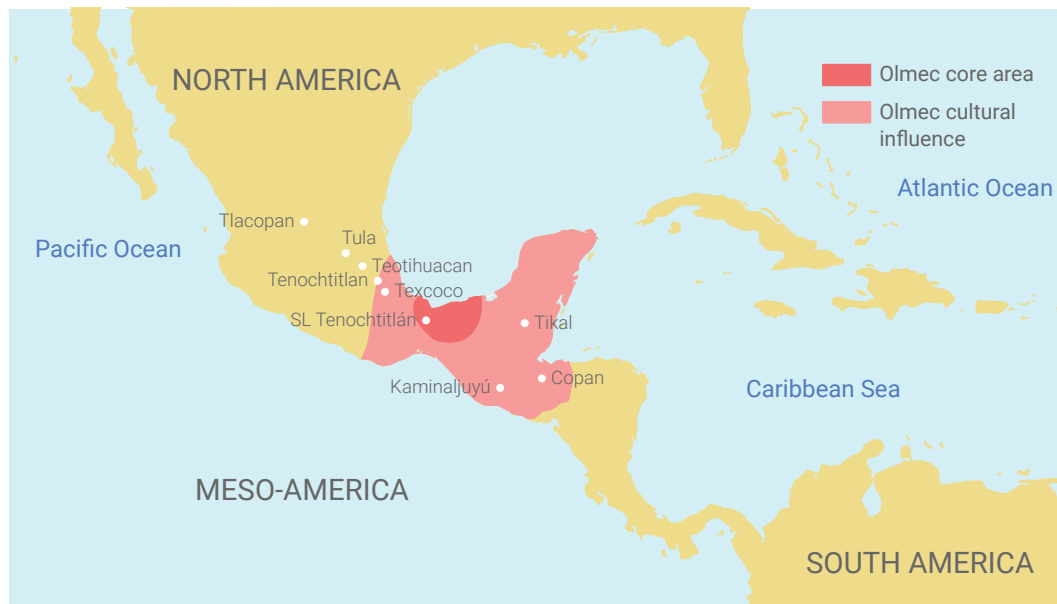 NORTH AMERICA
Olmec core area
Olmec cultural
influence
Atlantic Ocean
Tlacopan
Pacific Ocean
Tula
Teotihuacan
Tenochtitlan
Texcoco
SL Tenochtitlán
Tikal
Copan
Kaminaljuyú
Caribbean Sea
MESO-AMERICA
SOUTH AMERICA